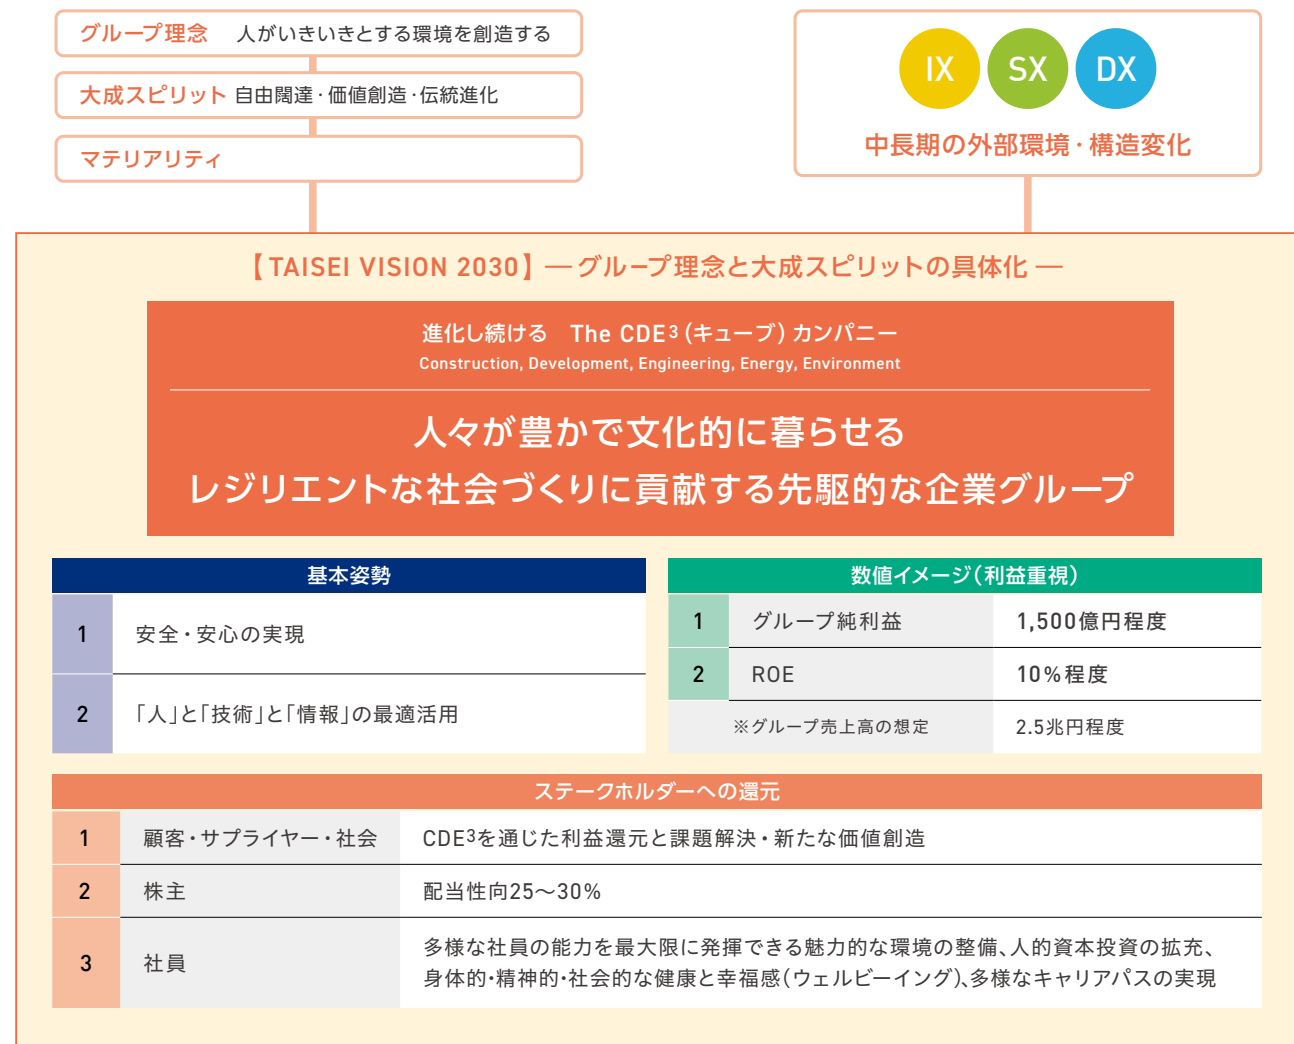 グループ理念 人がいきいきとする環境を創造する
大成スピリット 自由闊達・価値創造・伝統進化
マテリアリティ
IX SX DX
中長期の外部環境・構造変化
【TAISEI VISION 2030】―グループ理念と大成スピリットの具体化―
進化し続ける The CDE³(キューブ)カンパニー
Construction, Development, Engineering, Energy, Environment
人々が豊かで文化的に暮らせる
レジリエントな社会づくりに貢献する先駆的な企業グループ
基本姿勢
1 安全・安心の実現
2 「人」と「技術」と「情報」の最適活用
数値イメージ(利益重視)
1 グループ純利益 1,500億円程度
2 ROE 10%程度
※グループ売上高の想定 2.5兆円程度
ステークホルダーへの還元
1 顧客・サプライヤー・社会 CDE³を通じた利益還元と課題解決・新たな価値創造
2 株主 配当性向25〜30%
3 社員 多様な社員の能力を最大限に発揮できる魅力的な環境の整備、人的資本投資の拡充、
身体的・精神的・社会的な健康と幸福感(ウェルビーイング)、多様なキャリアパスの実現